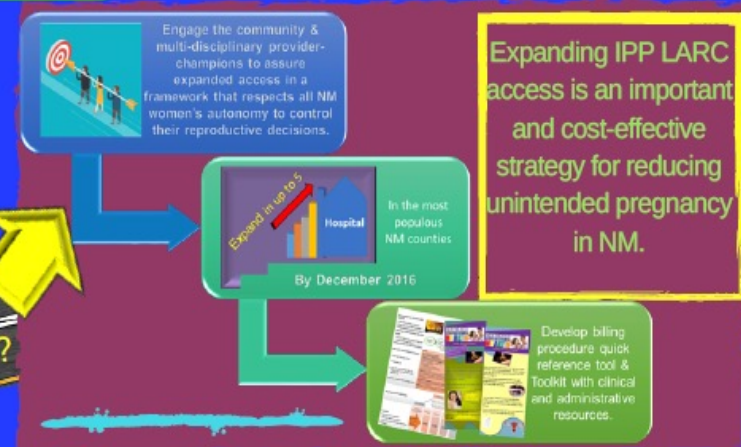 Engage the community &
multi-disciplinary provider-
champions to assure
expanded access in a
framework that respects all NM
women's autonomy to control
their reproductive decisions.
Expand in up to 5
Hospital
In the most
populous
NM counties
By December 2016
Develop billing
procedure quick
reference tool &
Toolkit with clinical
and administrative
resources.
Expanding IPP LARC
access is an important
and cost-effective
strategy for reducing
unintended pregnancy
in NM.
?